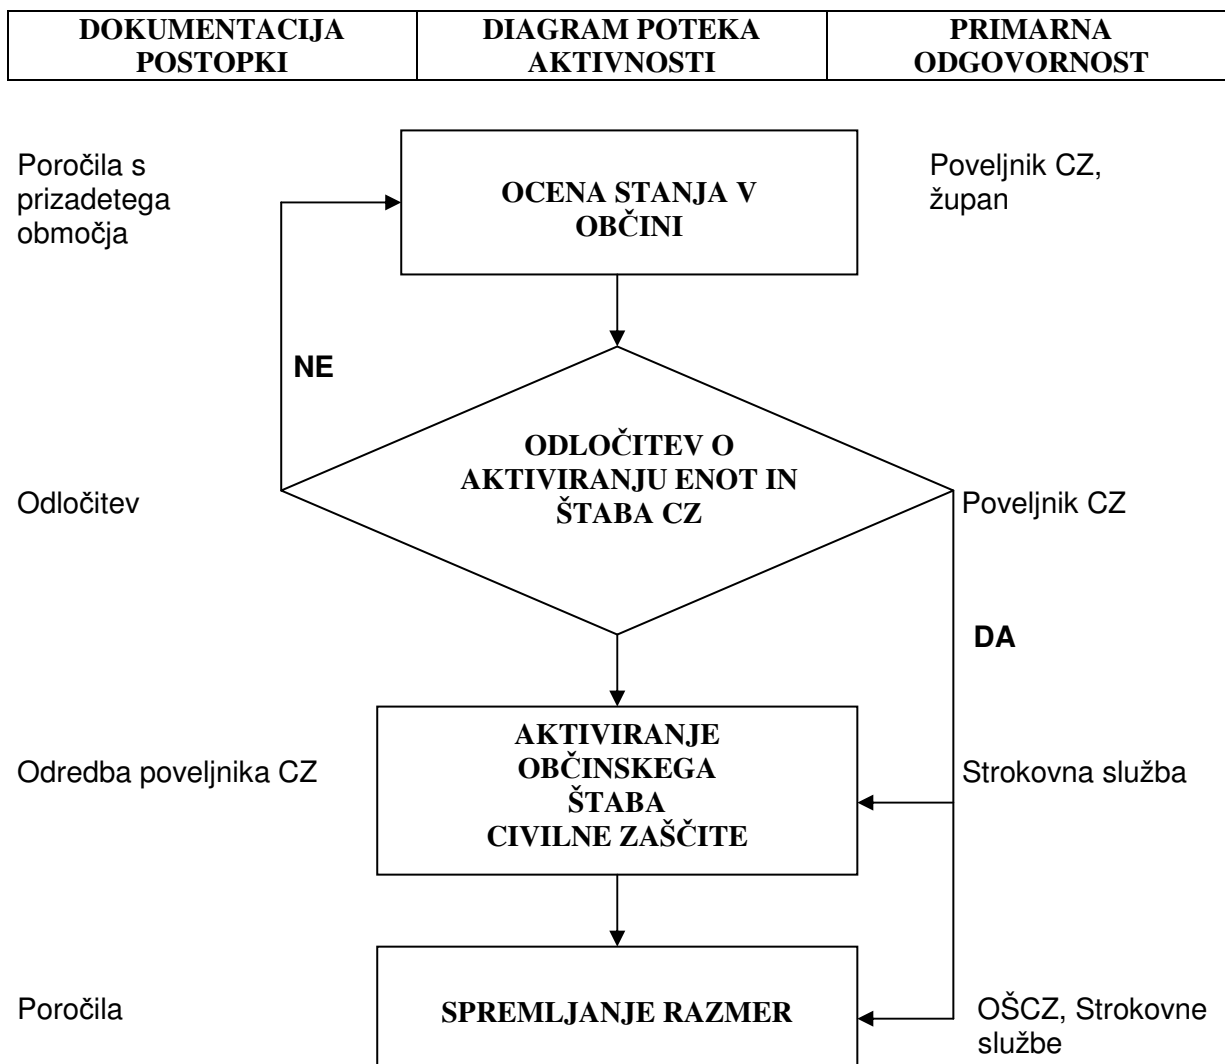 DOKUMENTACIJA
POSTOPKI
DIAGRAM POTEKA
AKTIVNOSTI
PRIMARNA
ODGOVORNOST
Poročila s
prizadetega
območja
OCENA STANJA V
OBČINI
Poveljnik CZ,
župan
NE
Odločitev
ODLOČITEV O
AKTIVIRANJU ENOT IN
ŠTABA CZ
Poveljnik CZ
DA
Odredba poveljnika CZ
AKTIVIRANJE
OBČINSKEGA
ŠTABA
CIVILNE ZAŠČITE
Strokovna služba
Poročila
SPREMLJANJE RAZMER
OŠCZ, Strokovne
službe